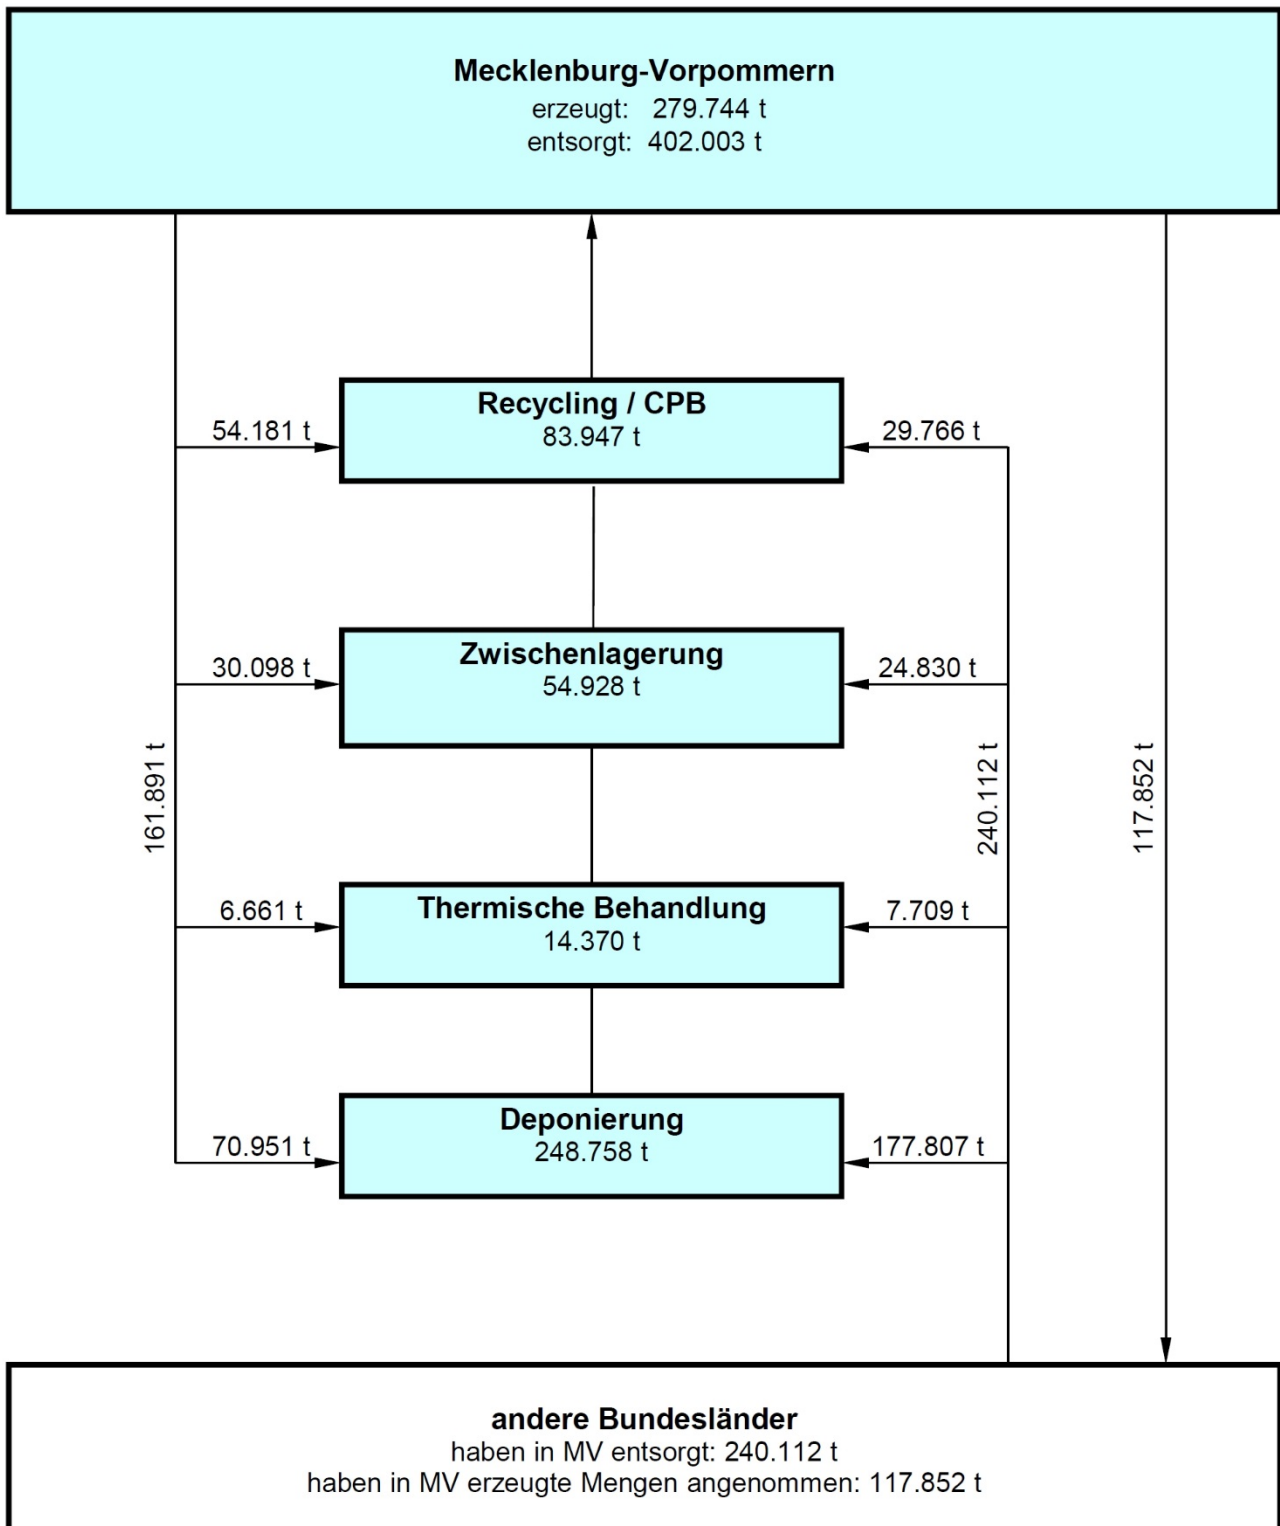 Mecklenburg-Vorpommern
erzeugt: 279.744 t
entsorgt: 402.003 t
Recycling / CPB
83.947 t
54.181 t
29.766 t
Zwischenlagerung
54.928 t
30.098 t
24.830 t
161.891 t
240.112 t
117.852 t
Thermische Behandlung
14.370 t
6.661 t
7.709 t
Deponierung
248.758 t
70.951 t
177.807 t
andere Bundesländer
haben in MV entsorgt: 240.112 t
haben in MV erzeugte Mengen angenommen: 117.852 t